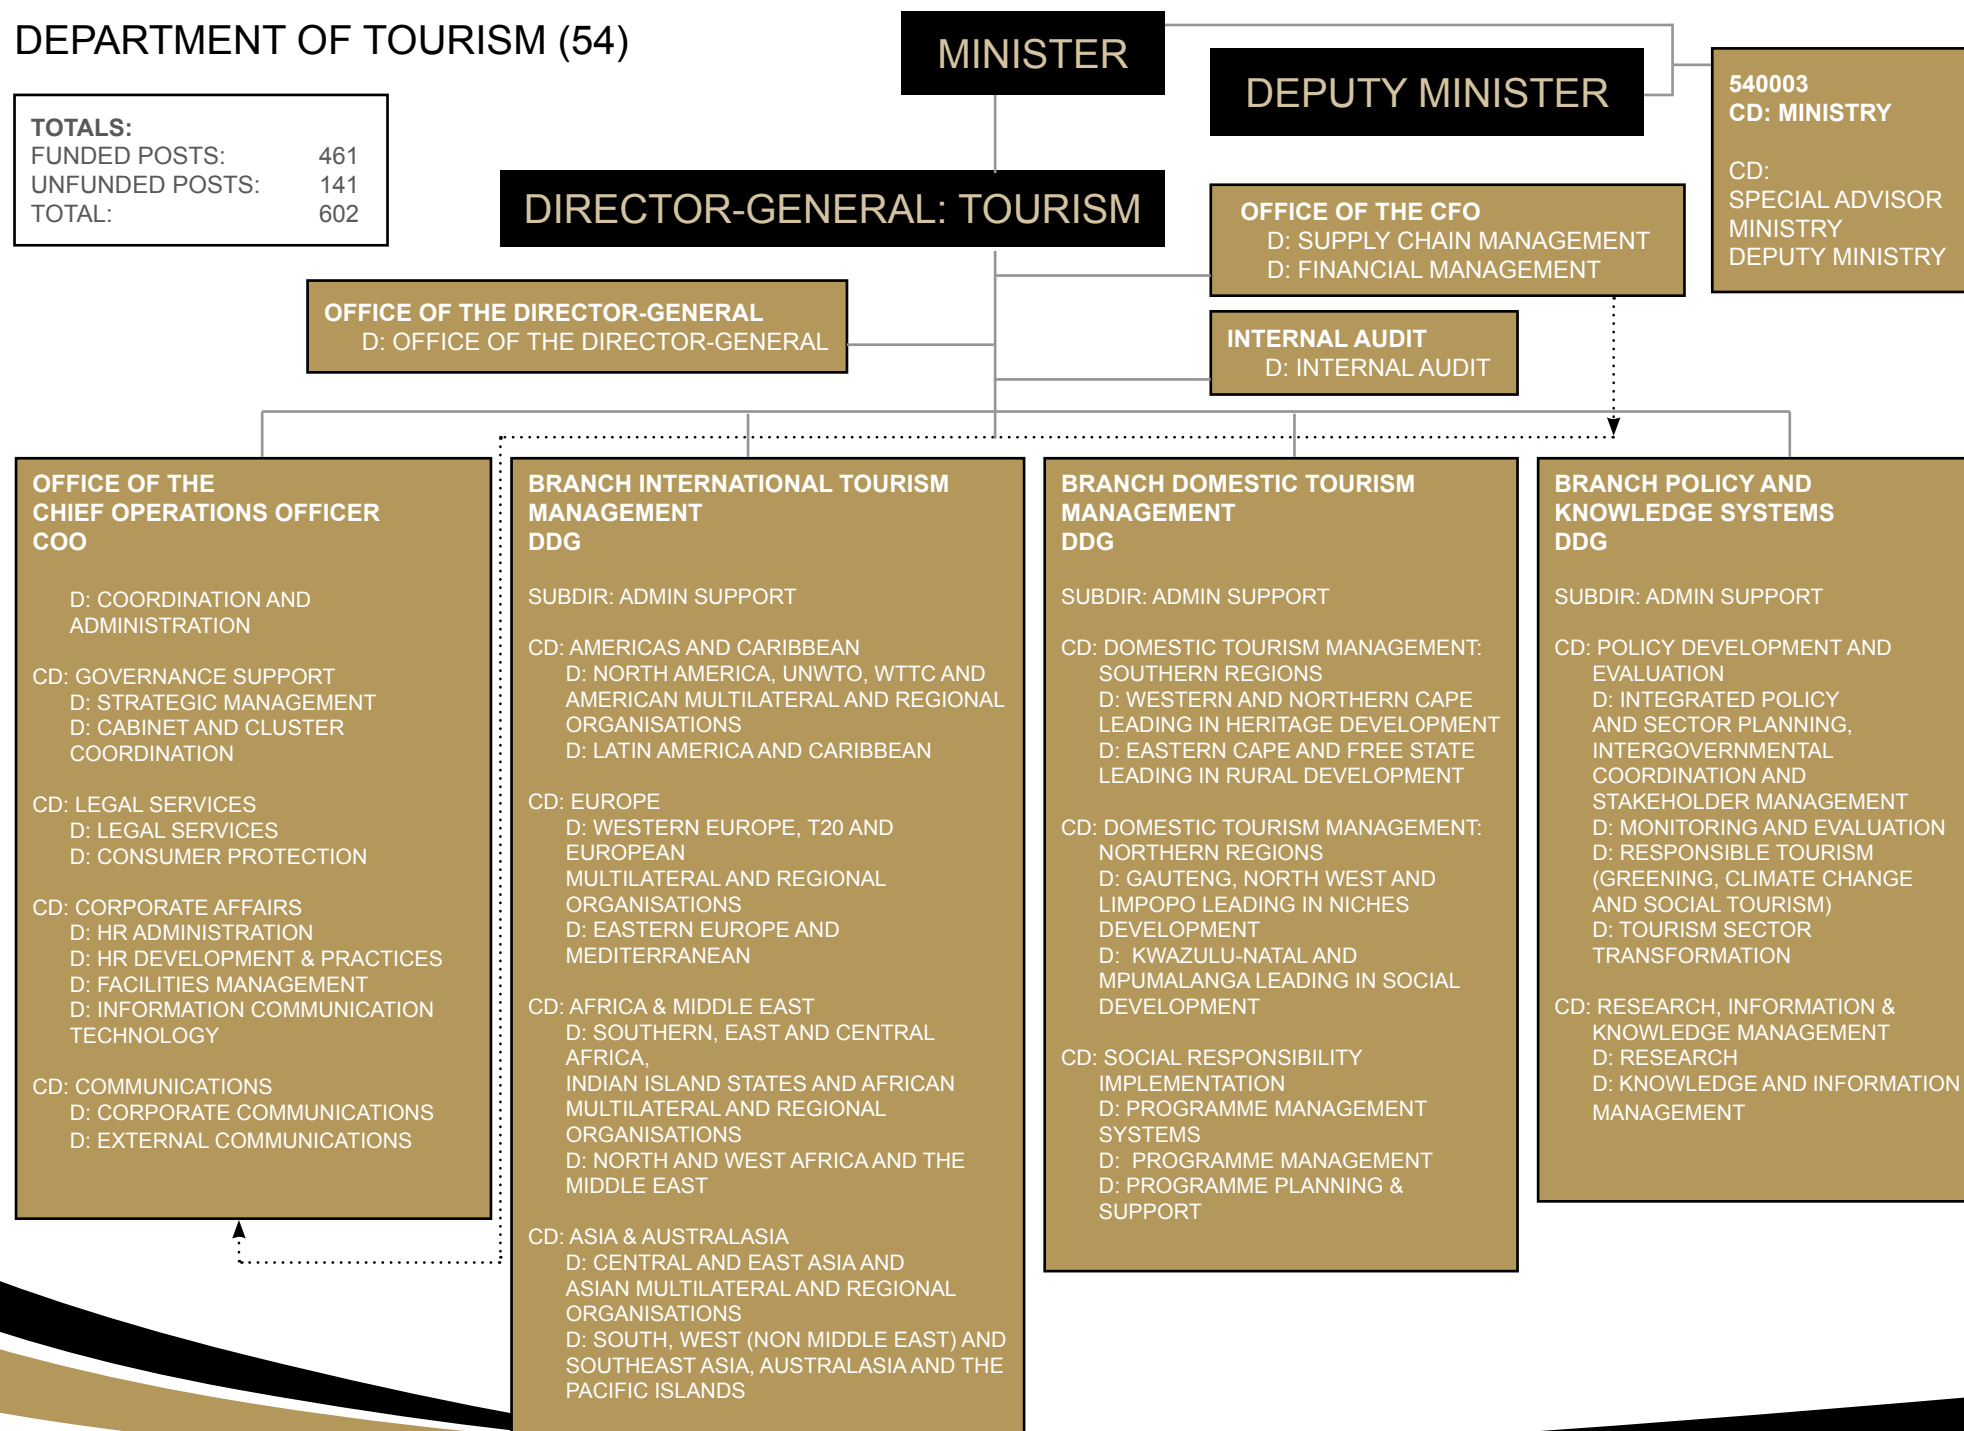 DEPARTMENT OF TOURISM (54)
TOTALS:
FUNDED POSTS: 461
UNFUNDED POSTS: 141
TOTAL: 602
MINISTER
DEPUTY MINISTER
540003
CD: MINISTRY
CD:
SPECIAL ADVISOR
MINISTRY
DEPUTY MINISTRY
DIRECTOR-GENERAL: TOURISM
OFFICE OF THE CFO
D: SUPPLY CHAIN MANAGEMENT
D: FINANCIAL MANAGEMENT
OFFICE OF THE DIRECTOR-GENERAL
D: OFFICE OF THE DIRECTOR-GENERAL
INTERNAL AUDIT
D: INTERNAL AUDIT
OFFICE OF THE
CHIEF OPERATIONS OFFICER
COO
D: COORDINATION AND
ADMINISTRATION
CD: GOVERNANCE SUPPORT
D: STRATEGIC MANAGEMENT
D: CABINET AND CLUSTER
COORDINATION
CD: LEGAL SERVICES
D: LEGAL SERVICES
D: CONSUMER PROTECTION
CD: CORPORATE AFFAIRS
D: HR ADMINISTRATION
D: HR DEVELOPMENT & PRACTICES
D: FACILITIES MANAGEMENT
D: INFORMATION COMMUNICATION
TECHNOLOGY
CD: COMMUNICATIONS
D: CORPORATE COMMUNICATIONS
D: EXTERNAL COMMUNICATIONS
BRANCH INTERNATIONAL TOURISM
MANAGEMENT
DDG
SUBDIR: ADMIN SUPPORT
CD: AMERICAS AND CARIBBEAN
D: NORTH AMERICA, UNWTO, WTTC AND
AMERICAN MULTILATERAL AND REGIONAL
ORGANISATIONS
D: LATIN AMERICA AND CARIBBEAN
CD: EUROPE
D: WESTERN EUROPE, T20 AND
EUROPEAN
MULTILATERAL AND REGIONAL
ORGANISATIONS
D: EASTERN EUROPE AND
MEDITERRANEAN
CD: AFRICA & MIDDLE EAST
D: SOUTHERN, EAST AND CENTRAL
AFRICA,
INDIAN ISLAND STATES AND AFRICAN
MULTILATERAL AND REGIONAL
ORGANISATIONS
D: NORTH AND WEST AFRICA AND THE
MIDDLE EAST
CD: ASIA & AUSTRALASIA
D: CENTRAL AND EAST ASIA AND
ASIAN MULTILATERAL AND REGIONAL
ORGANISATIONS
D: SOUTH, WEST (NON MIDDLE EAST) AND
SOUTHEAST ASIA, AUSTRALASIA AND THE
PACIFIC ISLANDS
BRANCH DOMESTIC TOURISM
MANAGEMENT
DDG
SUBDIR: ADMIN SUPPORT
CD: DOMESTIC TOURISM MANAGEMENT:
SOUTHERN REGIONS
D: WESTERN AND NORTHERN CAPE
LEADING IN HERITAGE DEVELOPMENT
D: EASTERN CAPE AND FREE STATE
LEADING IN RURAL DEVELOPMENT
CD: DOMESTIC TOURISM MANAGEMENT:
NORTHERN REGIONS
D: GAUTENG, NORTH WEST AND
LIMPOPO LEADING IN NICHES
DEVELOPMENT
D: KWAZULU-NATAL AND
MPUMALANGA LEADING IN SOCIAL
DEVELOPMENT
CD: SOCIAL RESPONSIBILITY
IMPLEMENTATION
D: PROGRAMME MANAGEMENT
SYSTEMS
D: PROGRAMME MANAGEMENT
D: PROGRAMME PLANNING &
SUPPORT
BRANCH POLICY AND
KNOWLEDGE SYSTEMS
DDG
SUBDIR: ADMIN SUPPORT
CD: POLICY DEVELOPMENT AND
EVALUATION
D: INTEGRATED POLICY
AND SECTOR PLANNING,
INTERGOVERNMENTAL
COORDINATION AND
STAKEHOLDER MANAGEMENT
D: MONITORING AND EVALUATION
D: RESPONSIBLE TOURISM
(GREENING, CLIMATE CHANGE
AND SOCIAL TOURISM)
D: TOURISM SECTOR
TRANSFORMATION
CD: RESEARCH, INFORMATION &
KNOWLEDGE MANAGEMENT
D: RESEARCH
D: KNOWLEDGE AND INFORMATION
MANAGEMENT